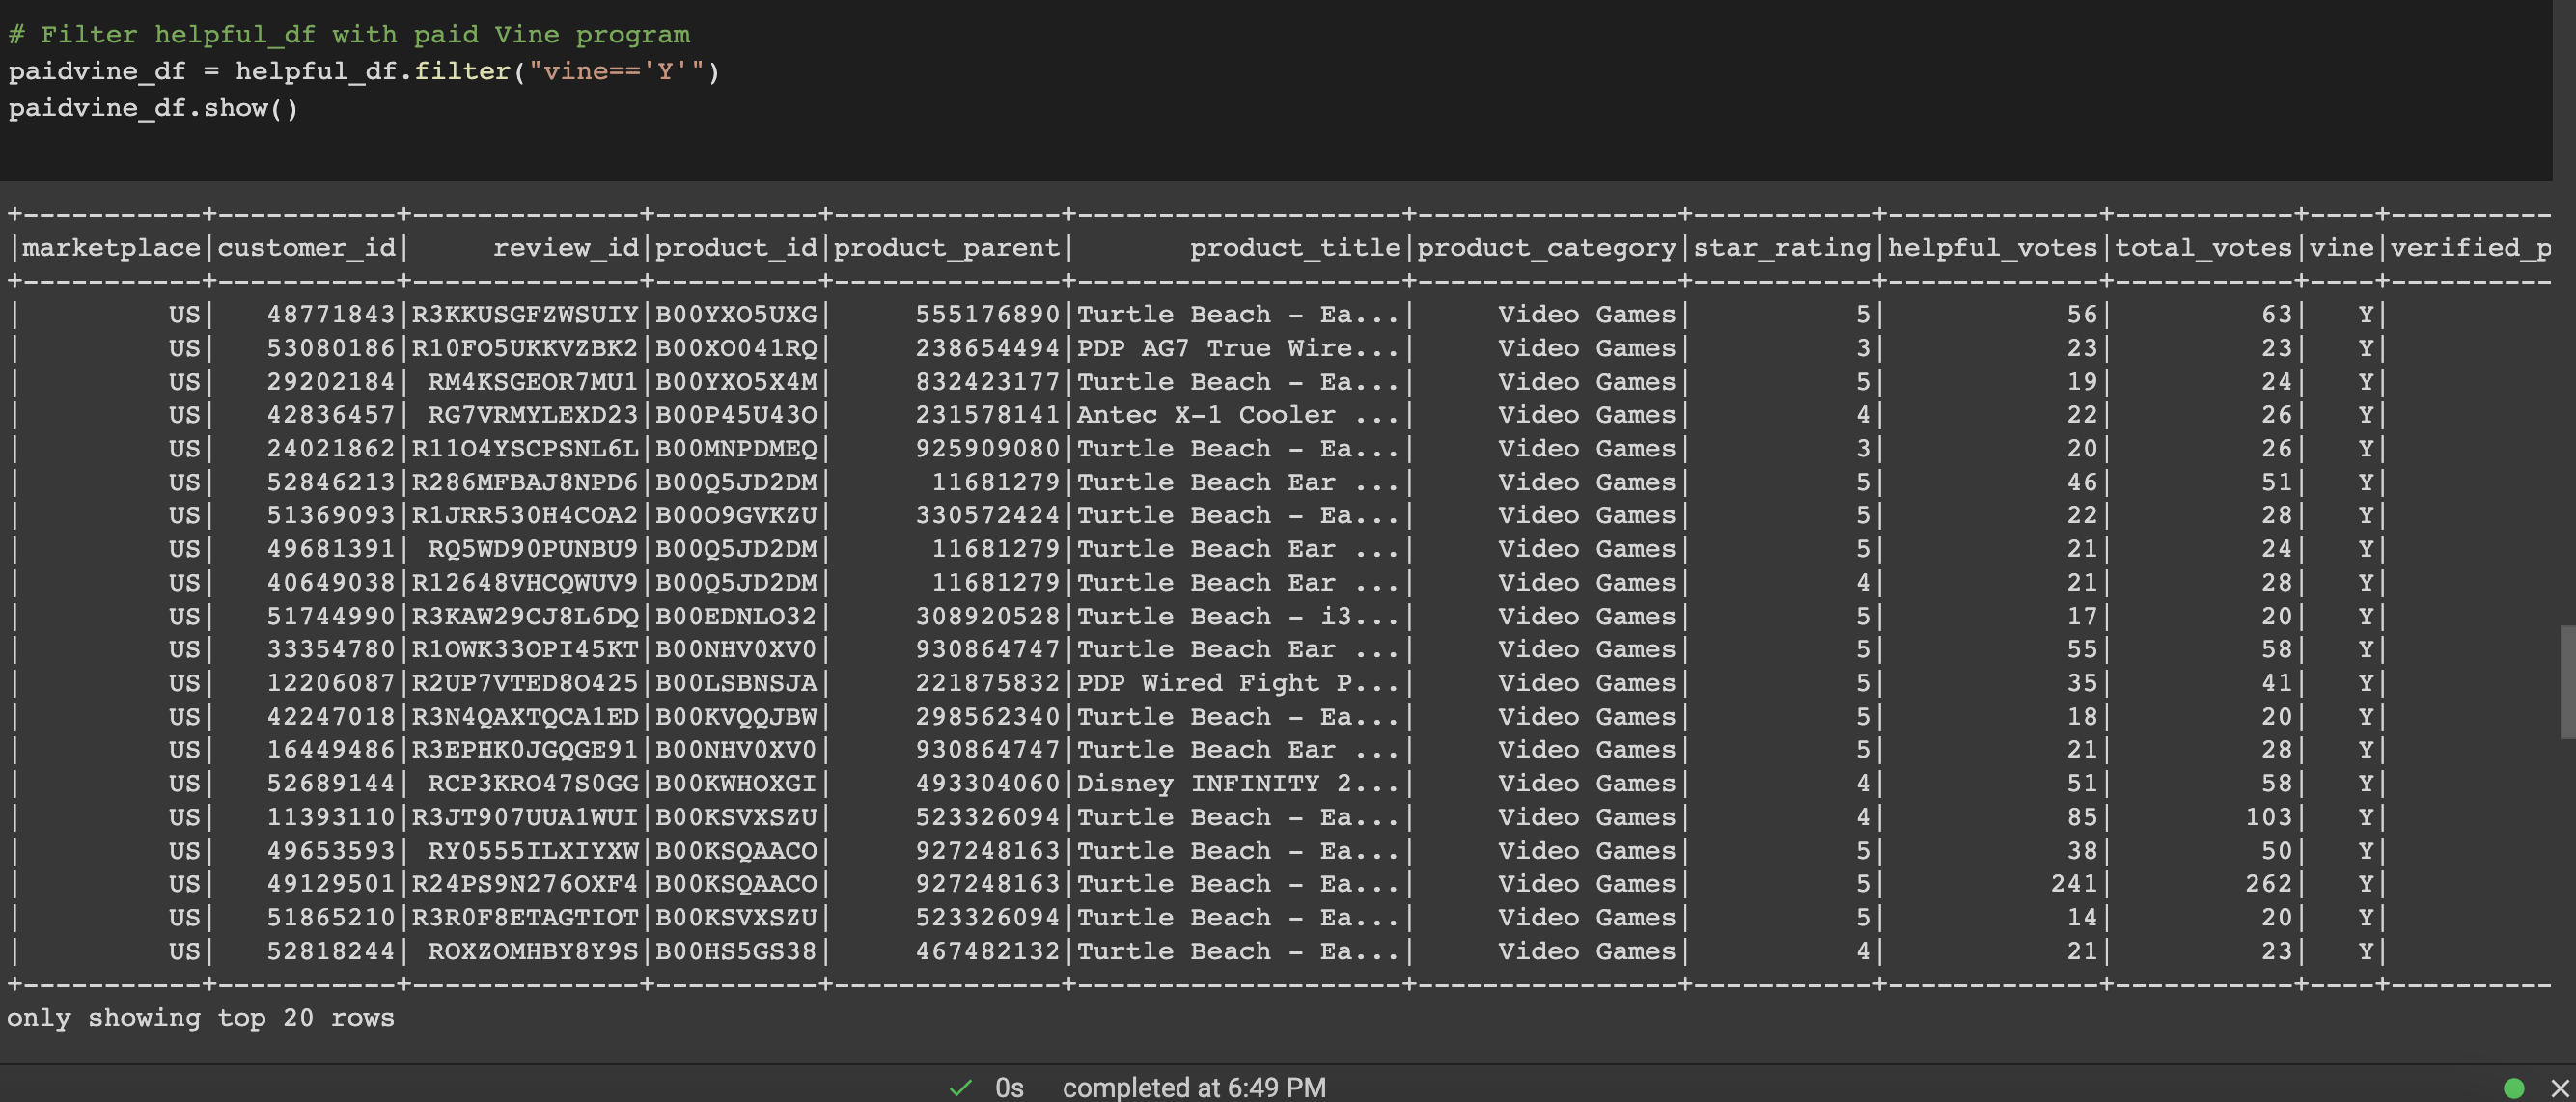 # Filter helpful_df with paid Vine program
paidvine_df = helpful_df.filter("vine=='Y'")
paidvine_df.show()
+-----------+-----------+--------------+----------+--------------+--------------------+----------------+-----------+-------------+-----------+----+----------
|marketplace|customer_id|     review_id|product_id|product_parent|       product_title|product_category|star_rating|helpful_votes|total_votes|vine|verified_p
+-----------+-----------+--------------+----------+--------------+--------------------+----------------+-----------+-------------+-----------+----+----------
|         US|   48771843|R3KKUSGFZWSUIY|B00YXO5UXG|     555176890|Turtle Beach - Ea...|     Video Games|          5|           56|         63|   Y|
|         US|   53080186|R10FO5UKKVZBK2|B00XO041RQ|     238654494|PDP AG7 True Wire...|     Video Games|          3|           23|         23|   Y|
|         US|   29202184| RM4KSGEOR7MU1|B00YXO5X4M|     832423177|Turtle Beach - Ea...|     Video Games|          5|           19|         24|   Y|
|         US|   42836457| RG7VRMYLEXD23|B00P45U43O|     231578141|Antec X-1 Cooler ...|     Video Games|          4|           22|         26|   Y|
|         US|   24021862|R11O4YSCPSNL6L|B00MNPDMEQ|     925909080|Turtle Beach - Ea...|     Video Games|          3|           20|         26|   Y|
|         US|   52846213|R286MFBAJ8NPD6|B00Q5JD2DM|      11681279|Turtle Beach Ear ...|     Video Games|          5|           46|         51|   Y|
|         US|   51369093|R1JRR530H4COA2|B00O9GVKZU|     330572424|Turtle Beach - Ea...|     Video Games|          5|           22|         28|   Y|
|         US|   49681391| RQ5WD90PUNBU9|B00Q5JD2DM|      11681279|Turtle Beach Ear ...|     Video Games|          5|           21|         24|   Y|
|         US|   40649038|R12648VHCQWUV9|B00Q5JD2DM|      11681279|Turtle Beach Ear ...|     Video Games|          4|           21|         28|   Y|
|         US|   51744990|R3KAW29CJ8L6DQ|B00EDNLO32|     308920528|Turtle Beach - i3...|     Video Games|          5|           17|         20|   Y|
|         US|   33354780|R1OWK33OPI45KT|B00NHV0XV0|     930864747|Turtle Beach Ear ...|     Video Games|          5|           55|         58|   Y|
|         US|   12206087|R2UP7VTED8O425|B00LSBNSJA|     221875832|PDP Wired Fight P...|     Video Games|          5|           35|         41|   Y|
|         US|   42247018|R3N4QAXTQCA1ED|B00KVQQJBW|     298562340|Turtle Beach - Ea...|     Video Games|          5|           18|         20|   Y|
|         US|   16449486|R3EPHK0JGQGE91|B00NHV0XV0|     930864747|Turtle Beach Ear ...|     Video Games|          5|           21|         28|   Y|
|         US|   52689144| RCP3KRO47S0GG|B00KWHOXGI|     493304060|Disney INFINITY 2...|     Video Games|          4|           51|         58|   Y|
|         US|   11393110|R3JT907UUA1WUI|B00KSVXSZU|     523326094|Turtle Beach - Ea...|     Video Games|          4|           85|        103|   Y|
|         US|   49653593| RY0555ILXIYXW|B00KSQAACO|     927248163|Turtle Beach - Ea...|     Video Games|          5|           38|         50|   Y|
|         US|   49129501|R24PS9N276OXF4|B00KSQAACO|     927248163|Turtle Beach - Ea...|     Video Games|          5|          241|        262|   Y|
|         US|   51865210|R3R0F8ETAGTIOT|B00KSVXSZU|     523326094|Turtle Beach - Ea...|     Video Games|          5|           14|         20|   Y|
|         US|   52818244| ROXZOMHBY8Y9S|B00HS5GS38|     467482132|Turtle Beach - Ea...|     Video Games|          4|           21|         23|   Y|
+-----------+-----------+--------------+----------+--------------+--------------------+----------------+-----------+-------------+-----------+----+----------
only showing top 20 rows
0s completed at 6:49 PM